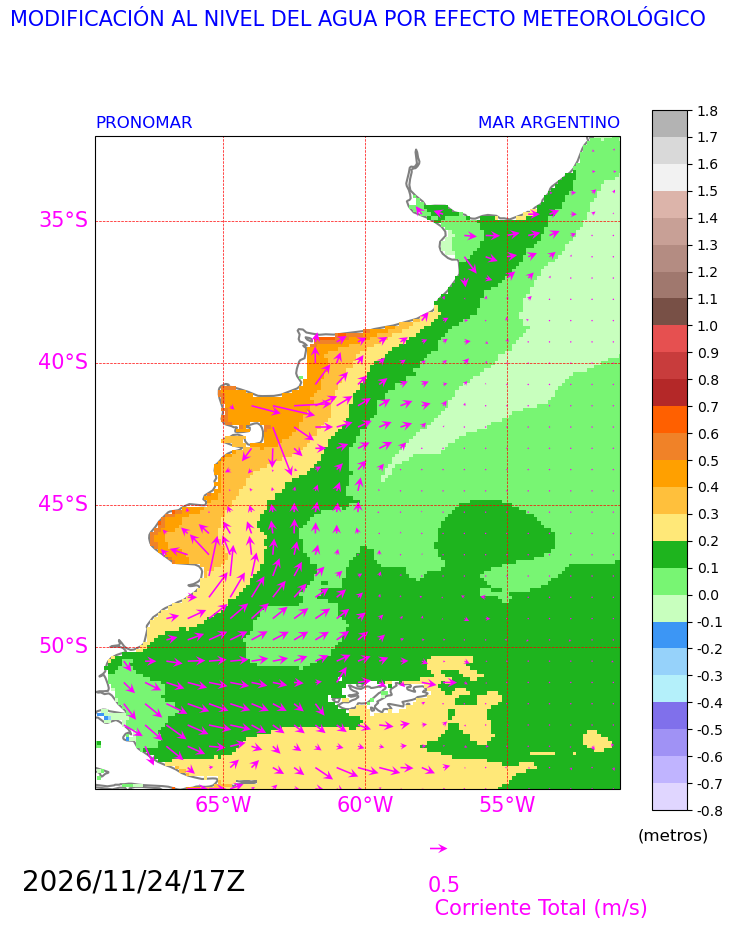 MODIFICACIÓN AL NIVEL DEL AGUA POR EFECTO METEOROLÓGICO
PRONOMAR MAR ARGENTINO
35°S
40°S
45°S
50°S
65°W 60°W 55°W
1.8
1.7
1.6
1.5
1.4
1.3
1.2
1.1
1.0
0.9
0.8
0.7
0.6
0.5
0.4
0.3
0.2
0.1
0.0
-0.1
-0.2
-0.3
-0.4
-0.5
-0.6
-0.7
-0.8
(metros)
2026/11/24/17Z
0.5
Corriente Total (m/s)